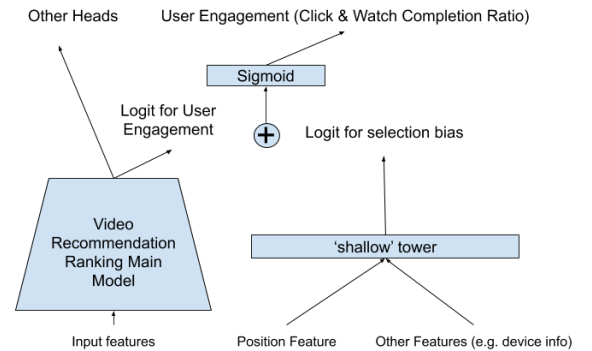 Other Heads
User Engagement (Click & Watch Completion Ratio)
Sigmoid
Logit for User
Engagement
+
Logit for selection bias
Video
Recommendation
Ranking Main
Model
'shallow' tower
Input features
Position Feature
Other Features (e.g. device info)